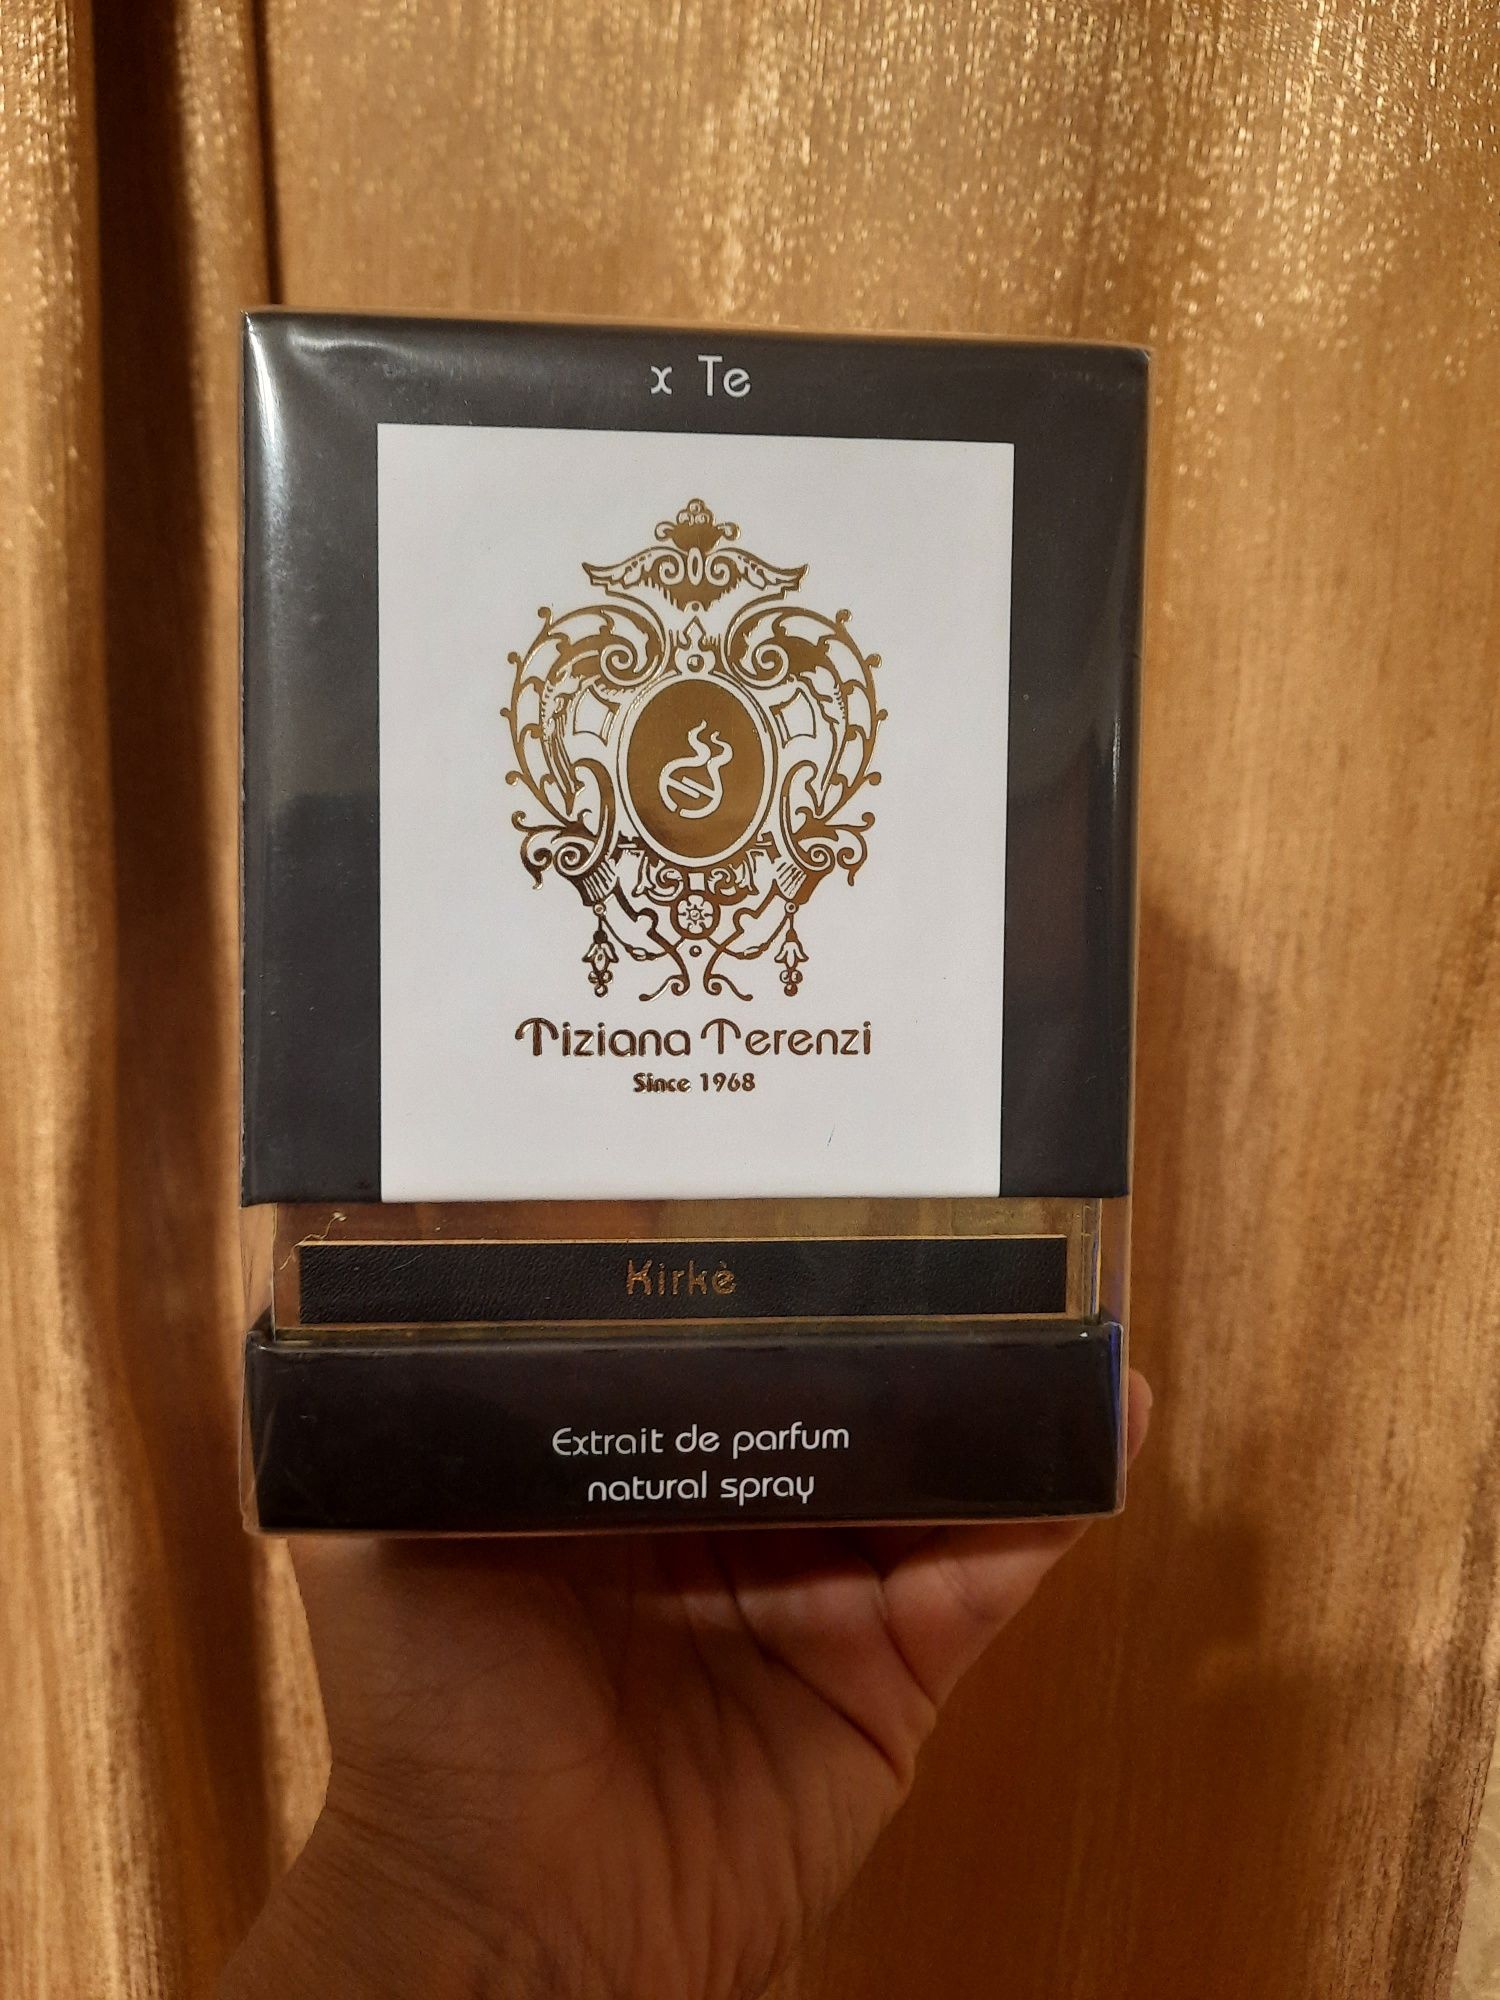 x Te
Tiziana Terenzi
Since 1968
Kirkè
Extrait de parfum
natural spray